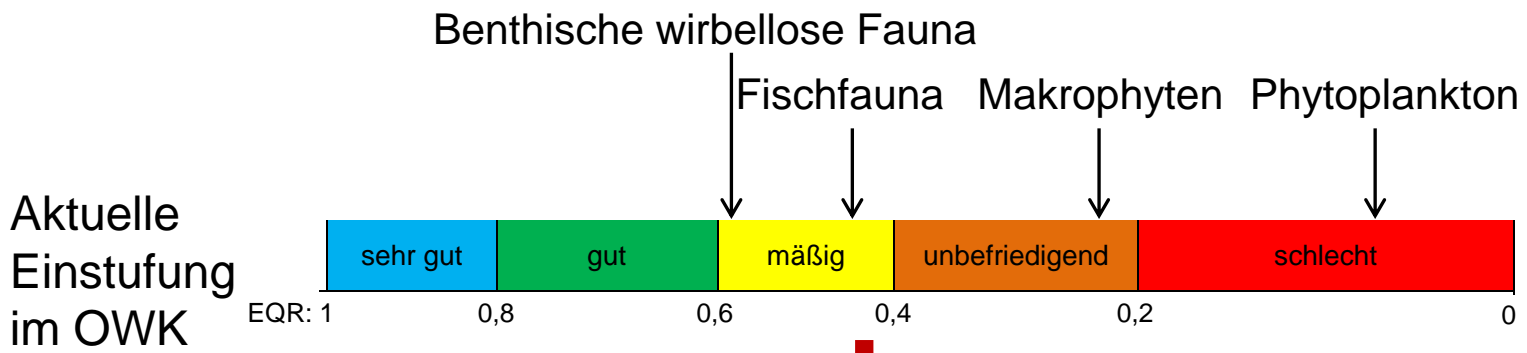 Benthische wirbellose Fauna
Fischfauna Makrophyten Phytoplankton
Aktuelle
Einstufung
im OWK
sehr gut gut mäßig unbefriedigend schlecht
EQR: 1 0,8 0,6 0,4 0,2 0